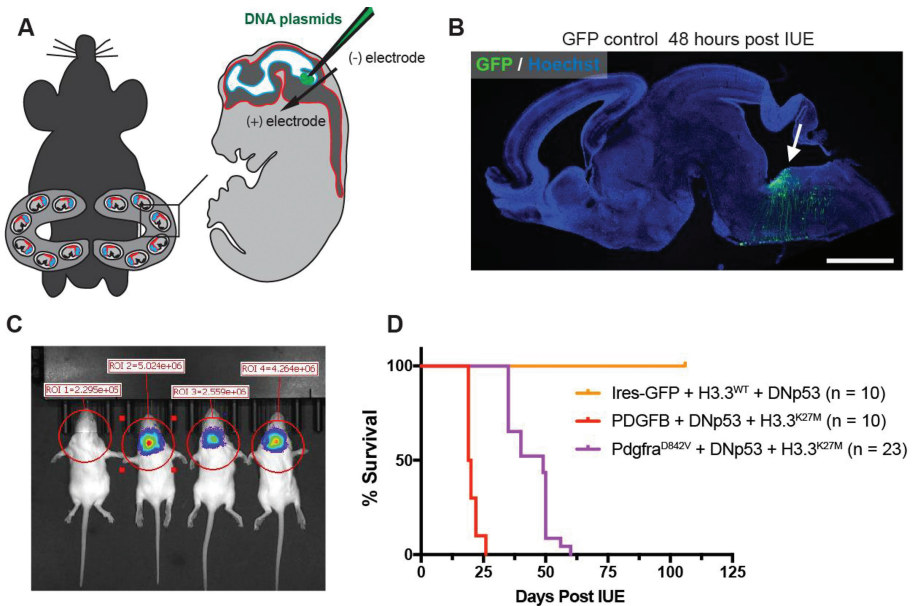 A
DNA plasmids
(-) electrode
(+) electrode
B
GFP control 48 hours post IUE
GFP / Hoechst
C
ROI 1=2.295e+05
ROI 2=5.024e+06
ROI 3=2.559e+06
ROI 4=4.264e+06
D
% Survival
100
50
0
0
25
50
75
100
125
Days Post IUE
Ires-GFP + H3.3ᵂᵀ + DNp53 (n = 10)
PDGFB + DNp53 + H3.3ᴷ²⁷ᴹ (n = 10)
Pdgfraᴰ⁸⁴²ⱽ + DNp53 + H3.3ᴷ²⁷ᴹ (n = 23)